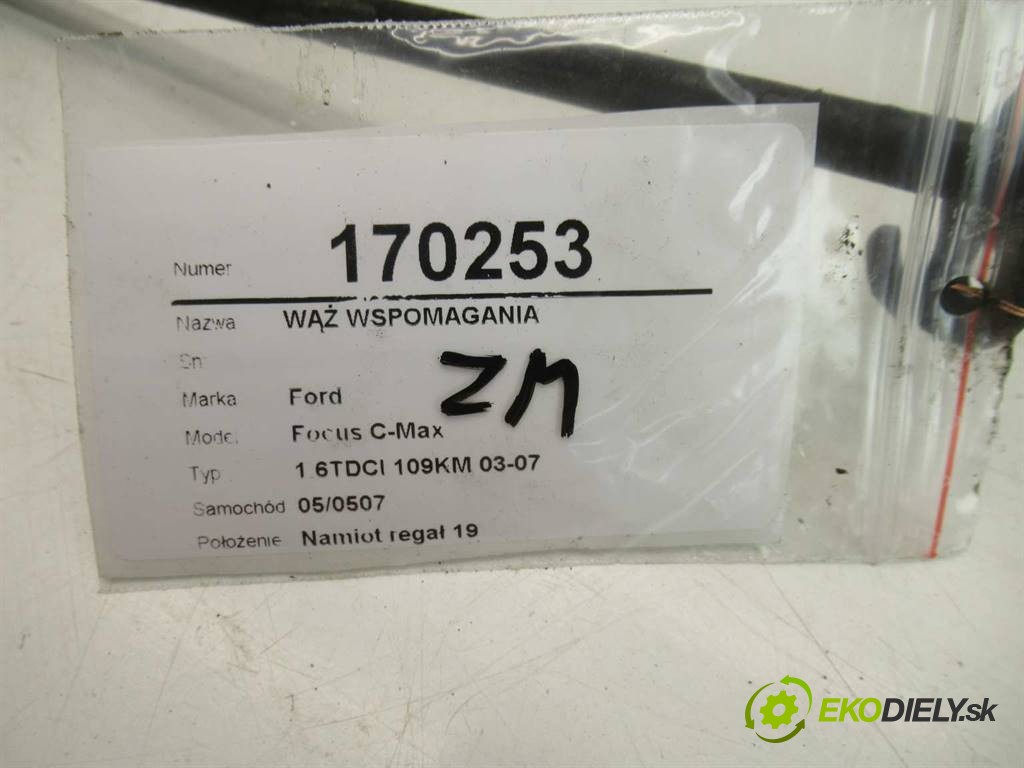 Numer 170253
Nazwa WĄŻ WSPOMAGANIA
Sn
Marka Ford
ZM
Model Focus C-Max
Typ 1.6TDCI 109KM 03-07
Samochód 05/0507
Położenie Namiot regał 19
EKODIELY.sk